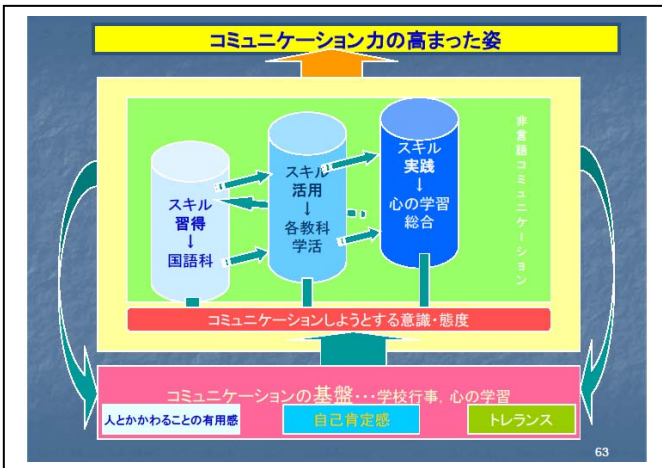 コミュニケーション力の高まった姿
スキル
習得
↓
国語科
スキル
活用
↓
各教科
学活
スキル
実践
↓
心の学習
総合
非言語コミュニケーション
コミュニケーションしようとする意識・態度
コミュニケーションの基盤･･･学校行事，心の学習
人とかかわることの有用感
自己肯定感
トレランス
63